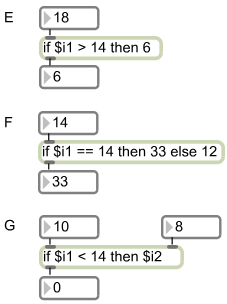 E
18
if $i1 > 14 then 6
6
F
14
if $i1 == 14 then 33 else 12
33
G
10 8
if $i1 < 14 then $i2
0